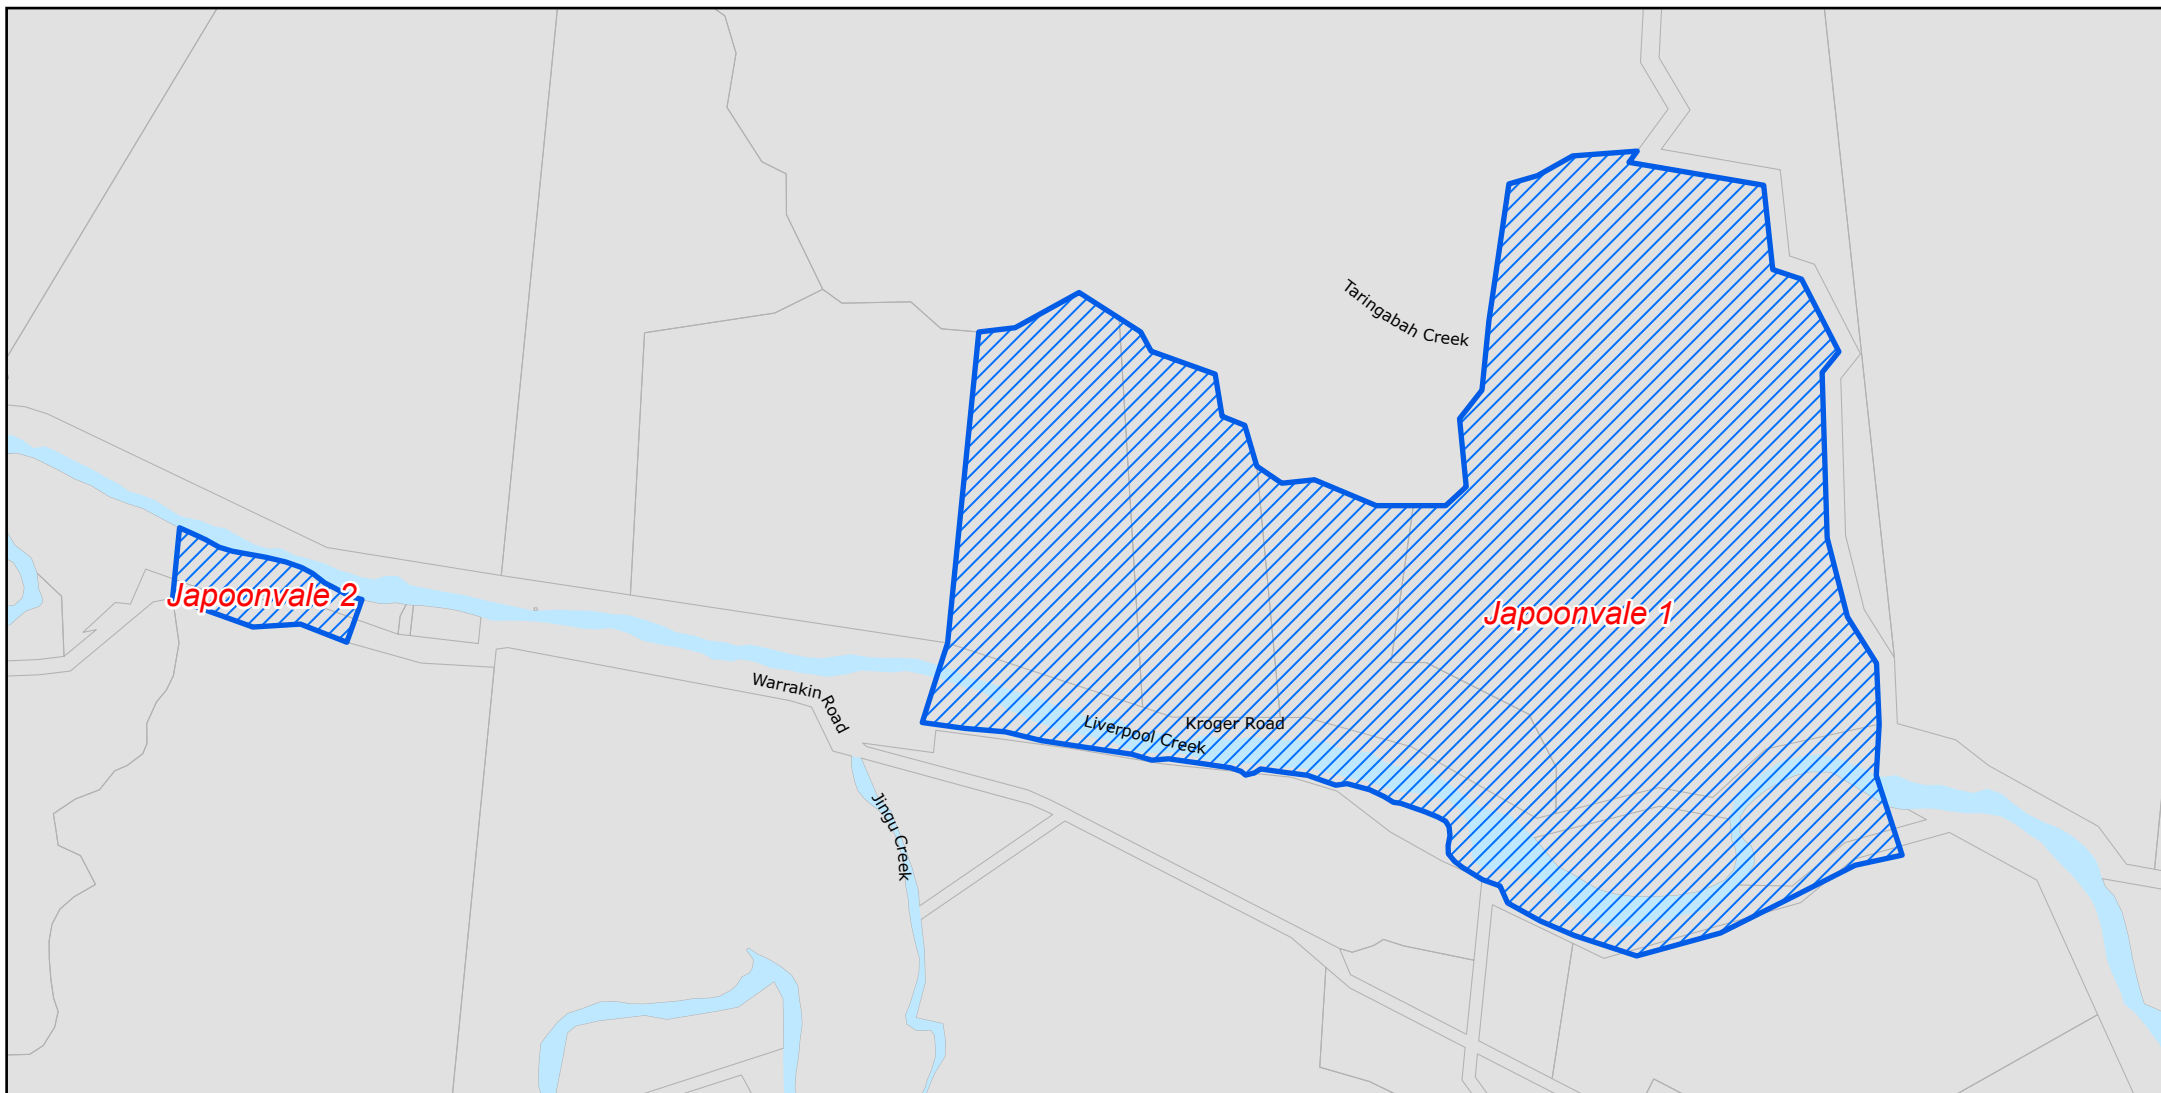 Taringabah Creek
Japoonvale 2
Japoonvale 1
Warrakin Road
Liverpool Creek
Kroger Road
Jingu Creek